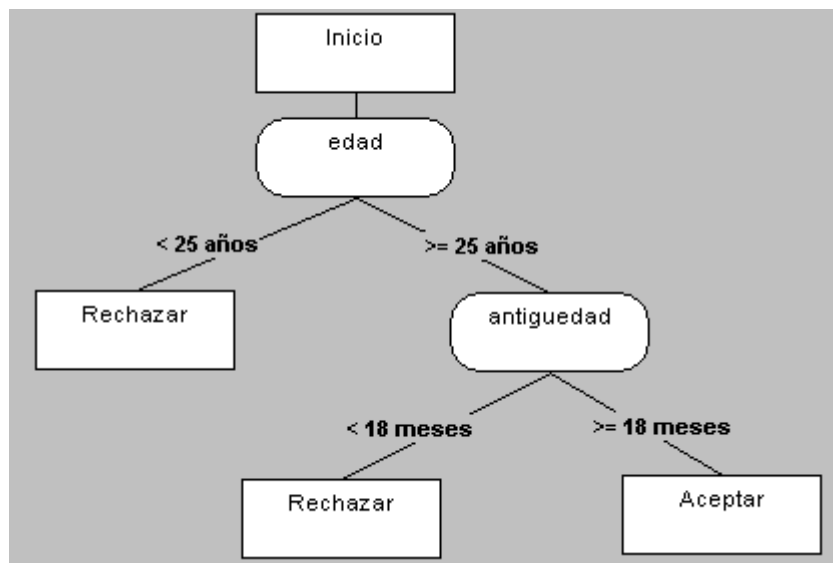 Inicio
edad
< 25 años
>= 25 años
Rechazar
antiguedad
< 18 meses
>= 18 meses
Rechazar
Aceptar